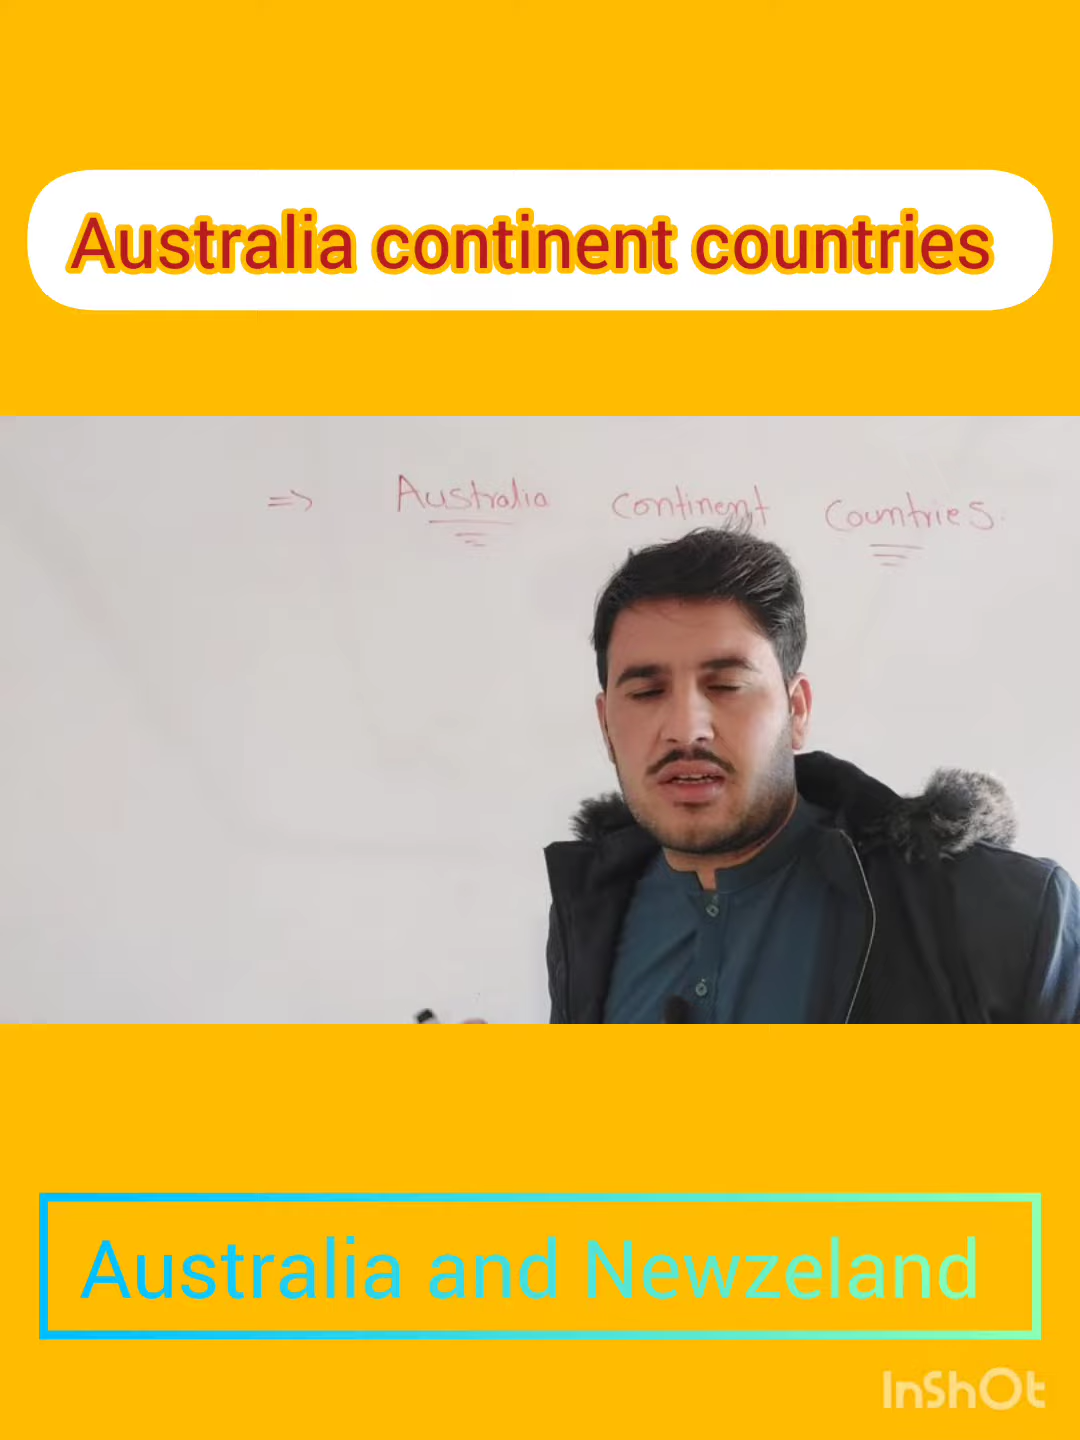 Australia continent countries
=> Australia Continent Countries.
Australia and Newzeland
InShOt